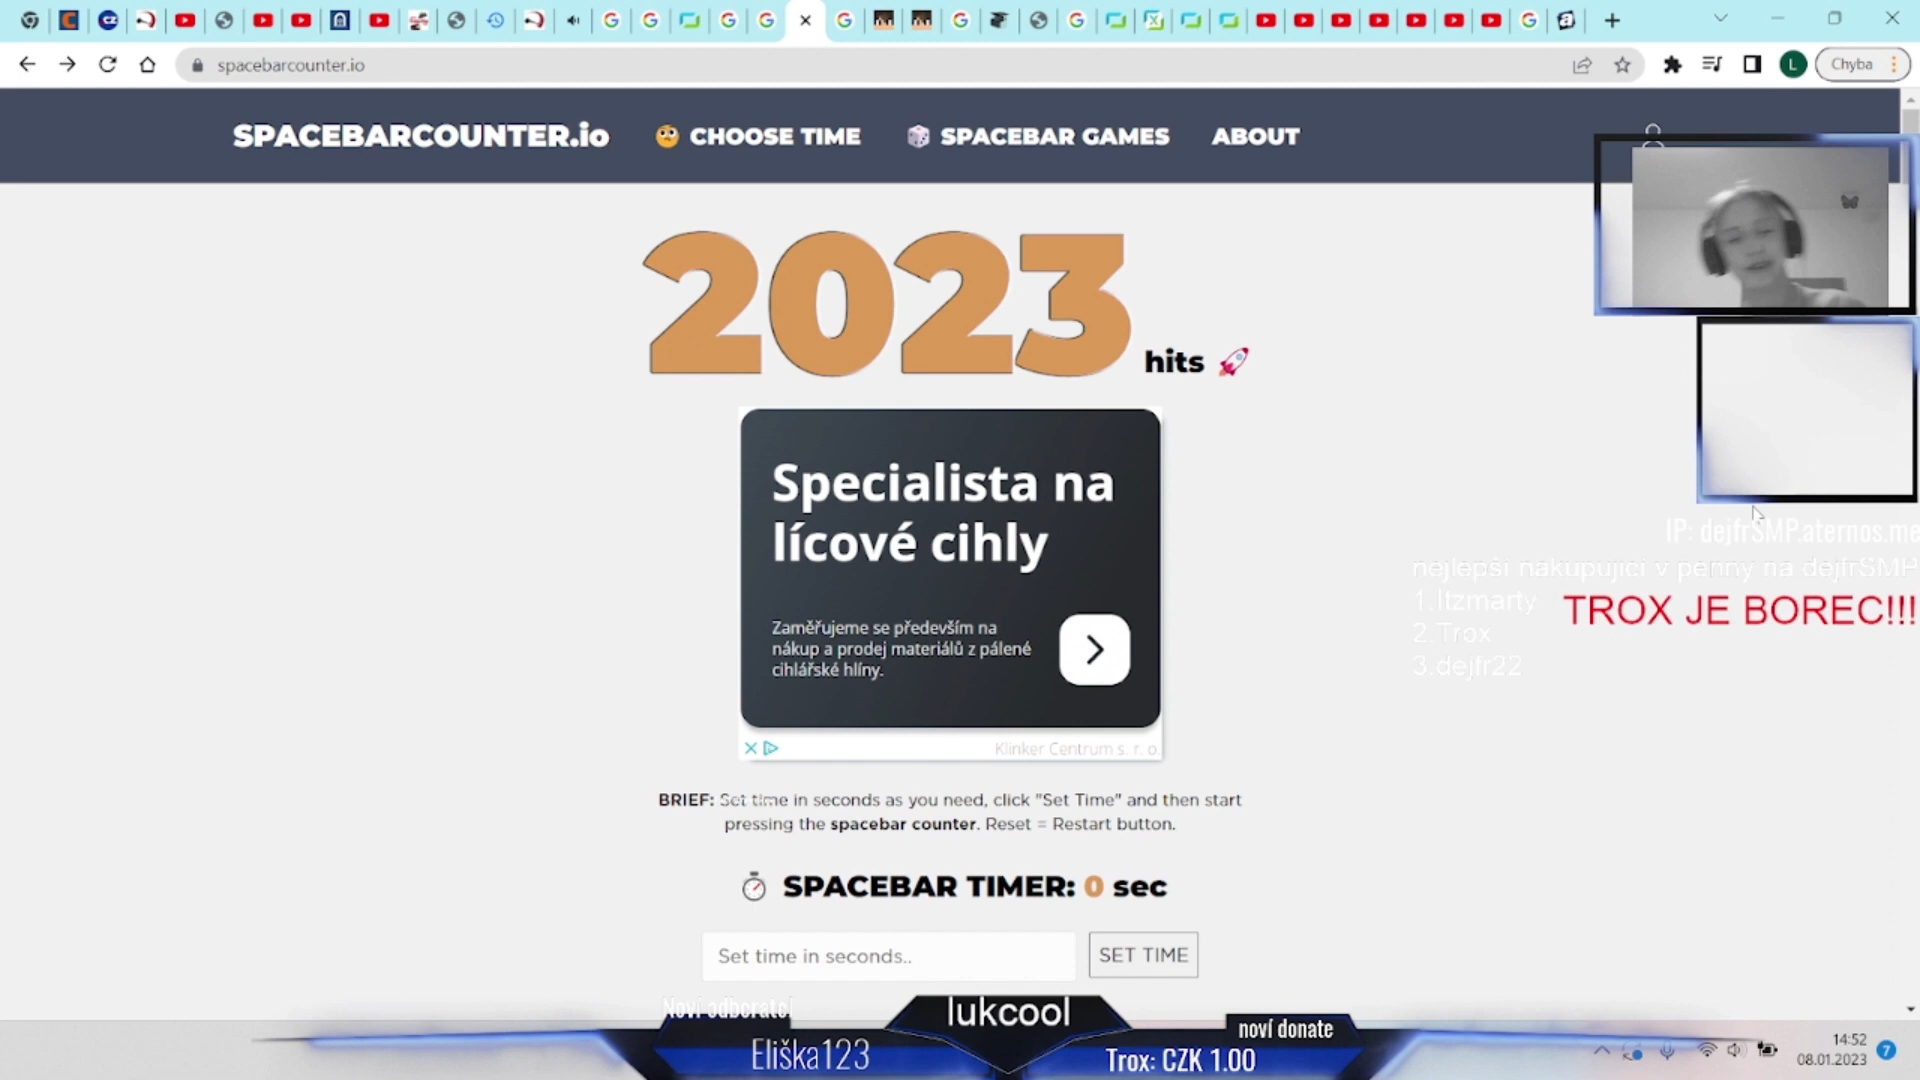 spacebarcounter.io
L
Chyba
SPACEBARCOUNTER.io
CHOOSE TIME
SPACEBAR GAMES
ABOUT
2023 hits
Specialista na
lícové cihly
Zaměřujeme se především na
nákup a prodej materiálů z pálené
cihlářské hlíny.
Klinker Centrum s. r. o.
IP: dejfrSMP.aternos.me
nejlepší nakupující v penny na dejfrSMP
1.Itzmarty
2.Trox
3.dejfr22
TROX JE BOREC!!!
BRIEF: Set time in seconds as you need, click "Set Time" and then start
pressing the spacebar counter. Reset = Restart button.
SPACEBAR TIMER: 0 sec
Set time in seconds..
SET TIME
Noví odběratel
Eliška123
lukcool
noví donate
Trox: CZK 1.00
14:52
08.01.2023
7